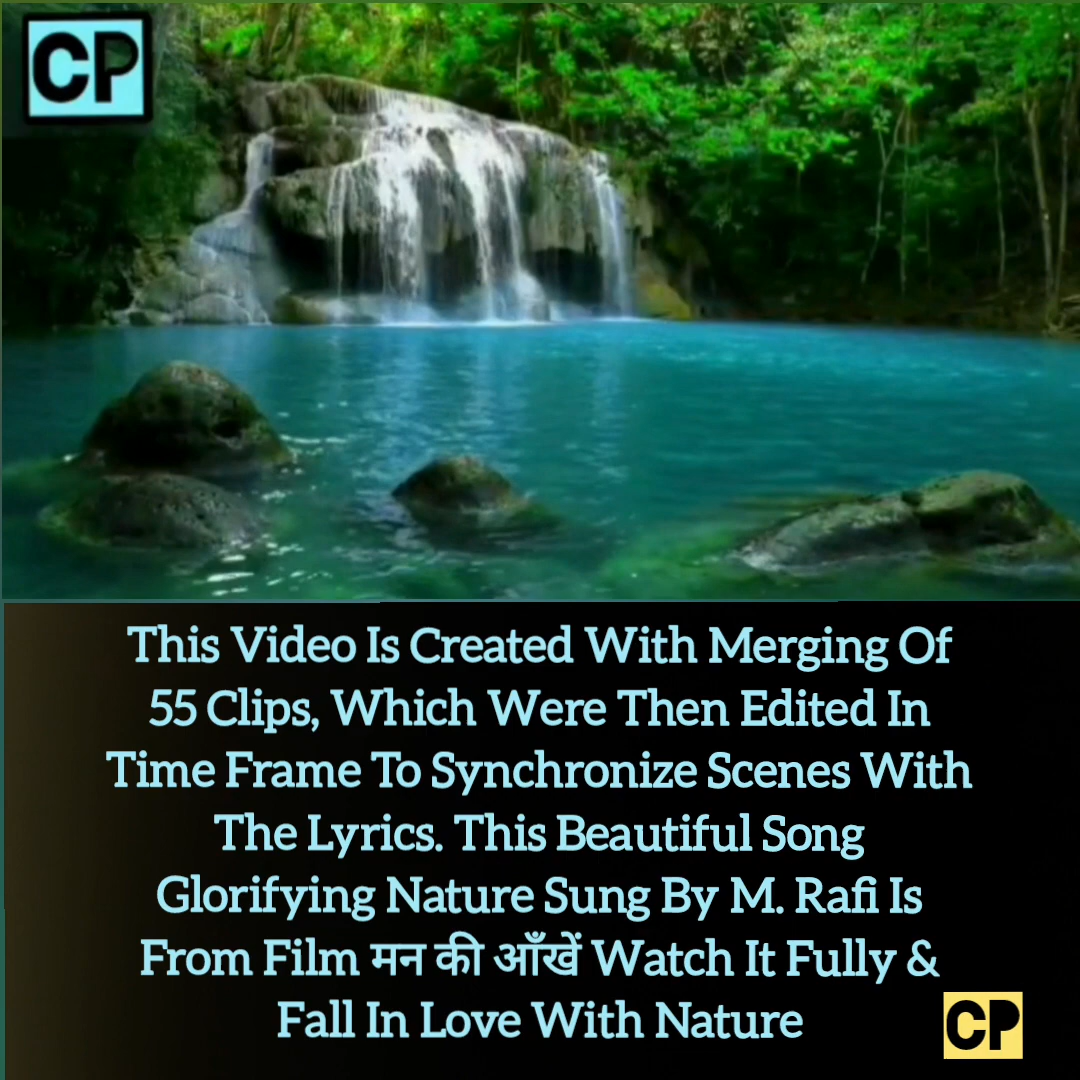 CP
This Video Is Created With Merging Of
55 Clips, Which Were Then Edited In
Time Frame To Synchronize Scenes With
The Lyrics. This Beautiful Song
Glorifying Nature Sung By M. Rafi Is
From Film मन की आँखें Watch It Fully &
Fall In Love With Nature
CP